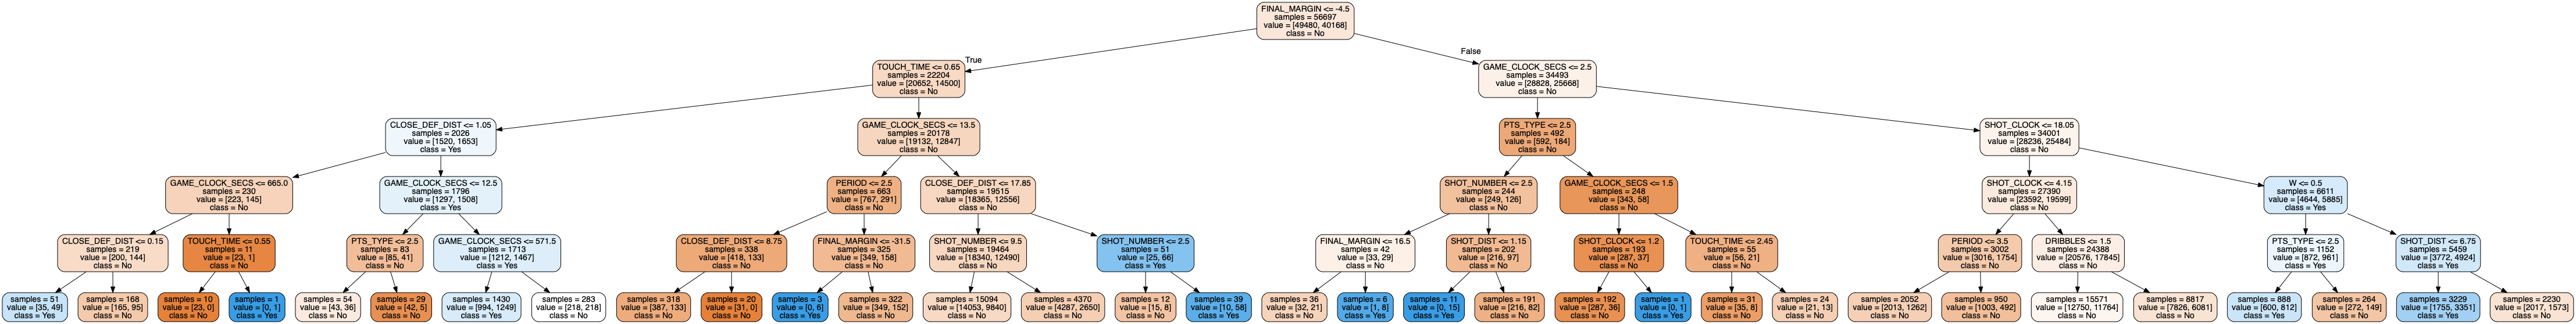 FINAL_MARGIN <= -4.5
samples = 56697
value = [49480, 40168]
class = No
True
False
TOUCH_TIME <= 0.65
samples = 22204
value = [20652, 14500]
class = No
GAME_CLOCK_SECS <= 2.5
samples = 34493
value = [28828, 25668]
class = No
CLOSE_DEF_DIST <= 1.05
samples = 2026
value = [1520, 1653]
class = Yes
GAME_CLOCK_SECS <= 13.5
samples = 20178
value = [19132, 12847]
class = No
PTS_TYPE <= 2.5
samples = 492
value = [592, 184]
class = No
SHOT_CLOCK <= 18.05
samples = 34001
value = [28236, 25484]
class = No
GAME_CLOCK_SECS <= 665.0
samples = 230
value = [223, 145]
class = No
GAME_CLOCK_SECS <= 12.5
samples = 1796
value = [1297, 1508]
class = Yes
PERIOD <= 2.5
samples = 663
value = [767, 291]
class = No
CLOSE_DEF_DIST <= 17.85
samples = 19515
value = [18365, 12556]
class = No
SHOT_NUMBER <= 2.5
samples = 244
value = [249, 126]
class = No
GAME_CLOCK_SECS <= 1.5
samples = 248
value = [343, 58]
class = No
SHOT_CLOCK <= 4.15
samples = 27390
value = [23592, 19599]
class = No
W <= 0.5
samples = 6611
value = [4644, 5885]
class = Yes
CLOSE_DEF_DIST <= 0.15
samples = 219
value = [200, 144]
class = No
TOUCH_TIME <= 0.55
samples = 11
value = [23, 1]
class = No
PTS_TYPE <= 2.5
samples = 83
value = [85, 41]
class = No
GAME_CLOCK_SECS <= 571.5
samples = 1713
value = [1212, 1467]
class = Yes
CLOSE_DEF_DIST <= 8.75
samples = 338
value = [418, 133]
class = No
FINAL_MARGIN <= -31.5
samples = 325
value = [349, 158]
class = No
SHOT_NUMBER <= 9.5
samples = 19464
value = [18340, 12490]
class = No
SHOT_NUMBER <= 2.5
samples = 51
value = [25, 66]
class = Yes
FINAL_MARGIN <= 16.5
samples = 42
value = [33, 29]
class = No
SHOT_DIST <= 1.15
samples = 202
value = [216, 97]
class = No
SHOT_CLOCK <= 1.2
samples = 193
value = [287, 37]
class = No
TOUCH_TIME <= 2.45
samples = 55
value = [56, 21]
class = No
PERIOD <= 3.5
samples = 3002
value = [3016, 1754]
class = No
DRIBBLES <= 1.5
samples = 24388
value = [20576, 17845]
class = No
PTS_TYPE <= 2.5
samples = 1152
value = [872, 961]
class = Yes
SHOT_DIST <= 6.75
samples = 5459
value = [3772, 4924]
class = Yes
samples = 51
value = [35, 49]
class = Yes
samples = 168
value = [165, 95]
class = No
samples = 10
value = [23, 0]
class = No
samples = 1
value = [0, 1]
class = Yes
samples = 54
value = [43, 36]
class = No
samples = 29
value = [42, 5]
class = No
samples = 1430
value = [994, 1249]
class = Yes
samples = 283
value = [218, 218]
class = No
samples = 318
value = [387, 133]
class = No
samples = 20
value = [31, 0]
class = No
samples = 3
value = [0, 6]
class = Yes
samples = 322
value = [349, 152]
class = No
samples = 15094
value = [14053, 9840]
class = No
samples = 4370
value = [4287, 2650]
class = No
samples = 12
value = [15, 8]
class = No
samples = 39
value = [10, 58]
class = Yes
samples = 36
value = [32, 21]
class = No
samples = 6
value = [1, 8]
class = Yes
samples = 11
value = [0, 15]
class = Yes
samples = 191
value = [216, 82]
class = No
samples = 192
value = [287, 36]
class = No
samples = 1
value = [0, 1]
class = Yes
samples = 31
value = [35, 8]
class = No
samples = 24
value = [21, 13]
class = No
samples = 2052
value = [2013, 1262]
class = No
samples = 950
value = [1003, 492]
class = No
samples = 15571
value = [12750, 11764]
class = No
samples = 8817
value = [7826, 6081]
class = No
samples = 888
value = [600, 812]
class = Yes
samples = 264
value = [272, 149]
class = No
samples = 3229
value = [1755, 3351]
class = Yes
samples = 2230
value = [2017, 1573]
class = No